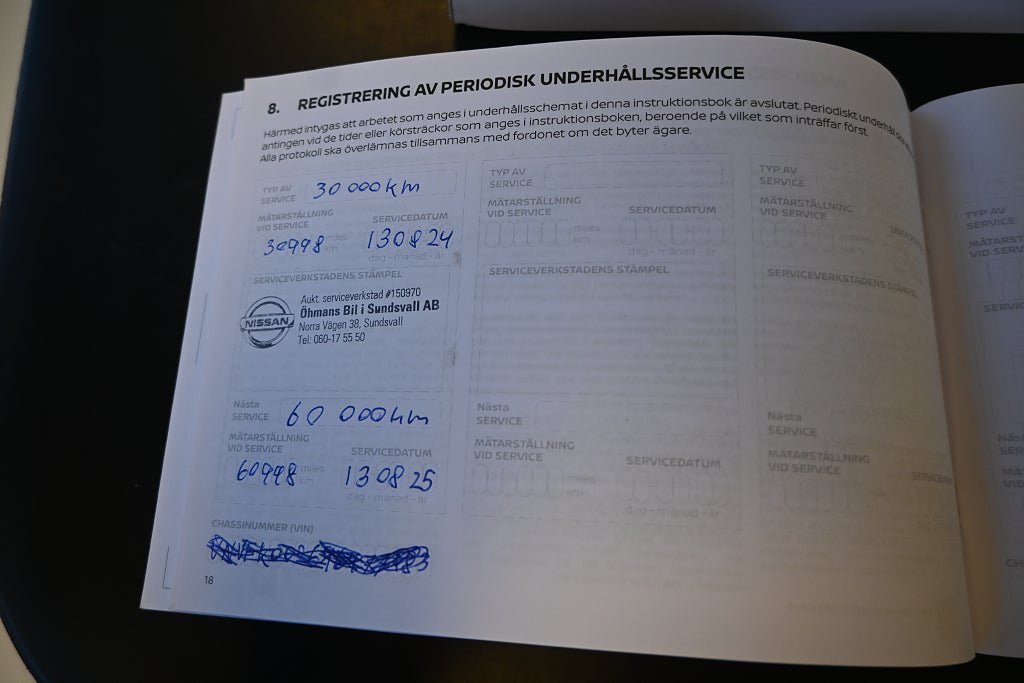 8. REGISTRERING AV PERIODISK UNDERHÅLLSSERVICE
Härmed intygas att arbetet som anges i underhållsschemat i denna instruktionsbok är avslutat. Periodiskt underhåll
antingen vid de tider eller körsträckor som anges i instruktionsboken, beroende på vilket som inträffar först.
Alla protokoll ska överlämnas tillsammans med fordonet om det byter ägare.
TYP AV
SERVICE
30 000 km
MÄTARSTÄLLNING
VID SERVICE
SERVICEDATUM
30998
miles
km
130824
dag - månad - år
SERVICEVERKSTADENS STÄMPEL
NISSAN
Aukt. serviceverkstad #150970
Öhmans Bil i Sundsvall AB
Norra Vägen 38, Sundsvall
Tel: 060-17 55 50
Nästa
SERVICE
60 000km
MÄTARSTÄLLNING
VID SERVICE
SERVICEDATUM
60998
miles
km
130825
dag - månad - år
CHASSINUMMER (VIN)
18
TYP AV
SERVICE
MÄTARSTÄLLNING
VID SERVICE
SERVICEDATUM
miles
km
dag - månad - år
SERVICEVERKSTADENS STÄMPEL
Nästa
SERVICE
MÄTARSTÄLLNING
VID SERVICE
SERVICEDATUM
miles
km
dag - månad - år
TYP AV
SERVICE
MÄTARSTÄLLNING
VID SERVICE
SERVICEVERKSTADENS STÄMPEL
Nästa
SERVICE
MÄTARSTÄLLNING
VID SERVICE
TYP AV
SERVICE